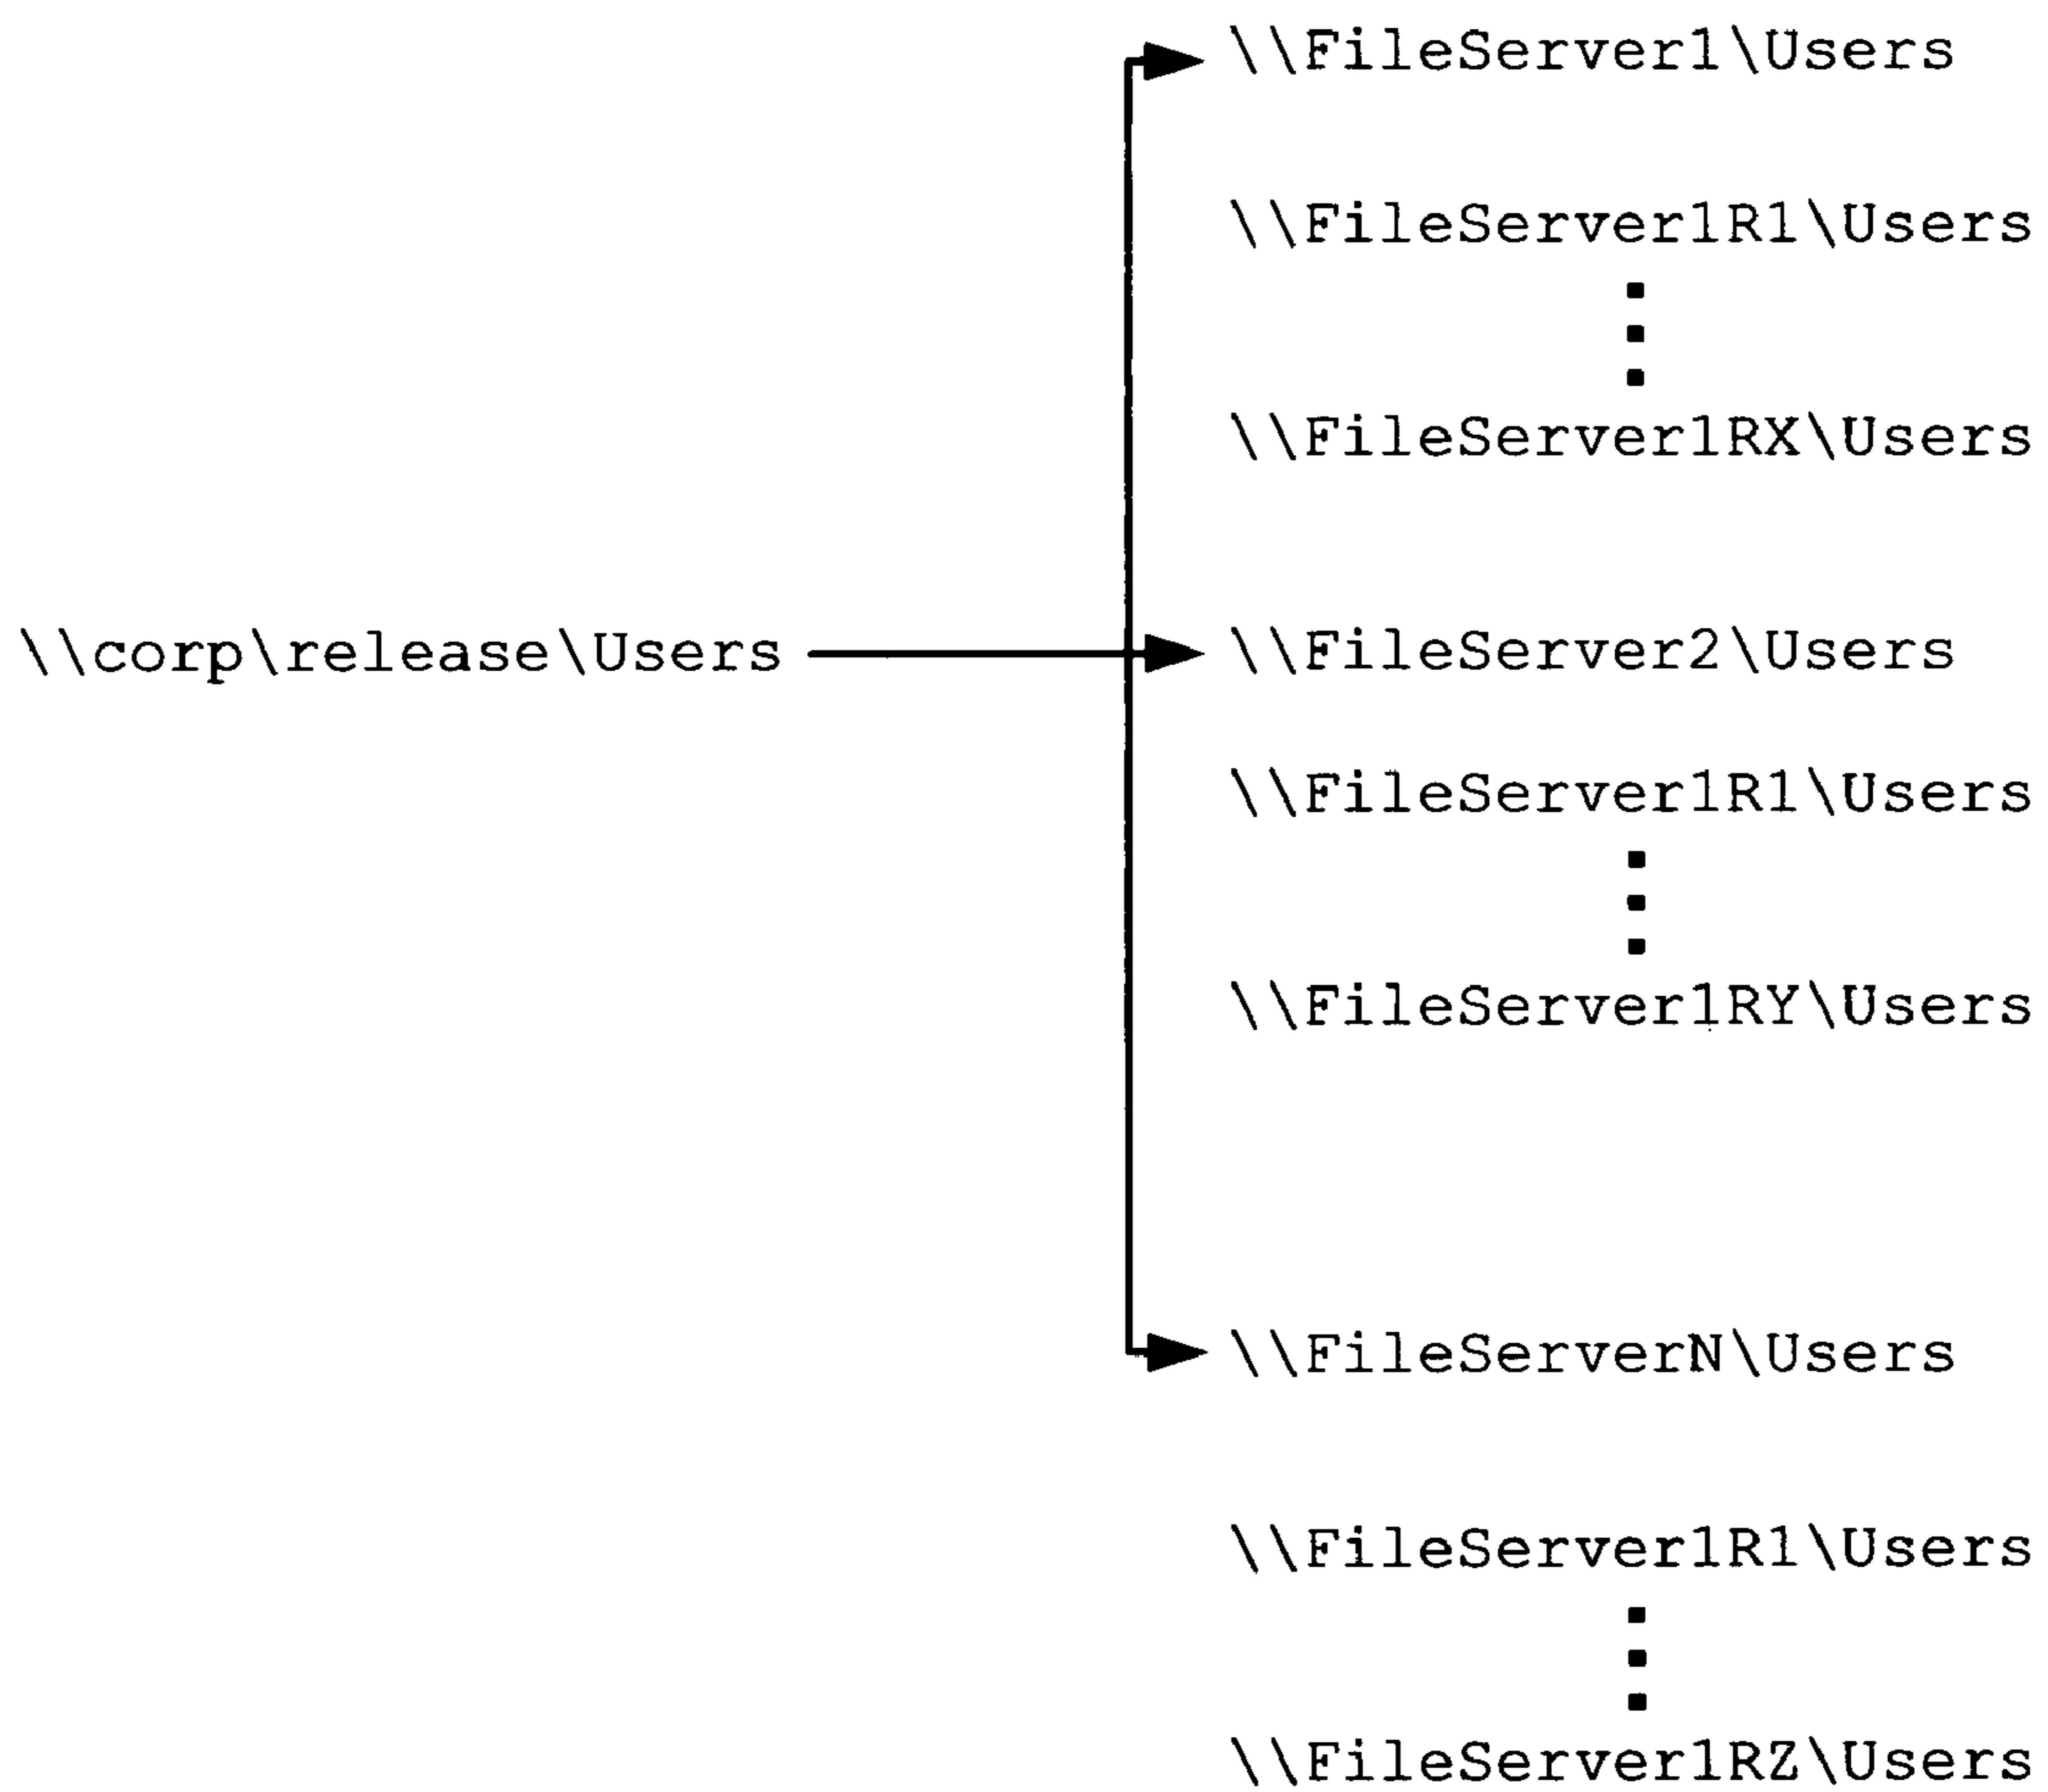 \\FileServer1\Users
\\FileServer1R1\Users
\\FileServer1RX\Users
\\corp\release\Users
\\FileServer2\Users
\\FileServer1R1\Users
\\FileServer1RY\Users
\\FileServerN\Users
\\FileServer1R1\Users
\\FileServer1RZ\Users